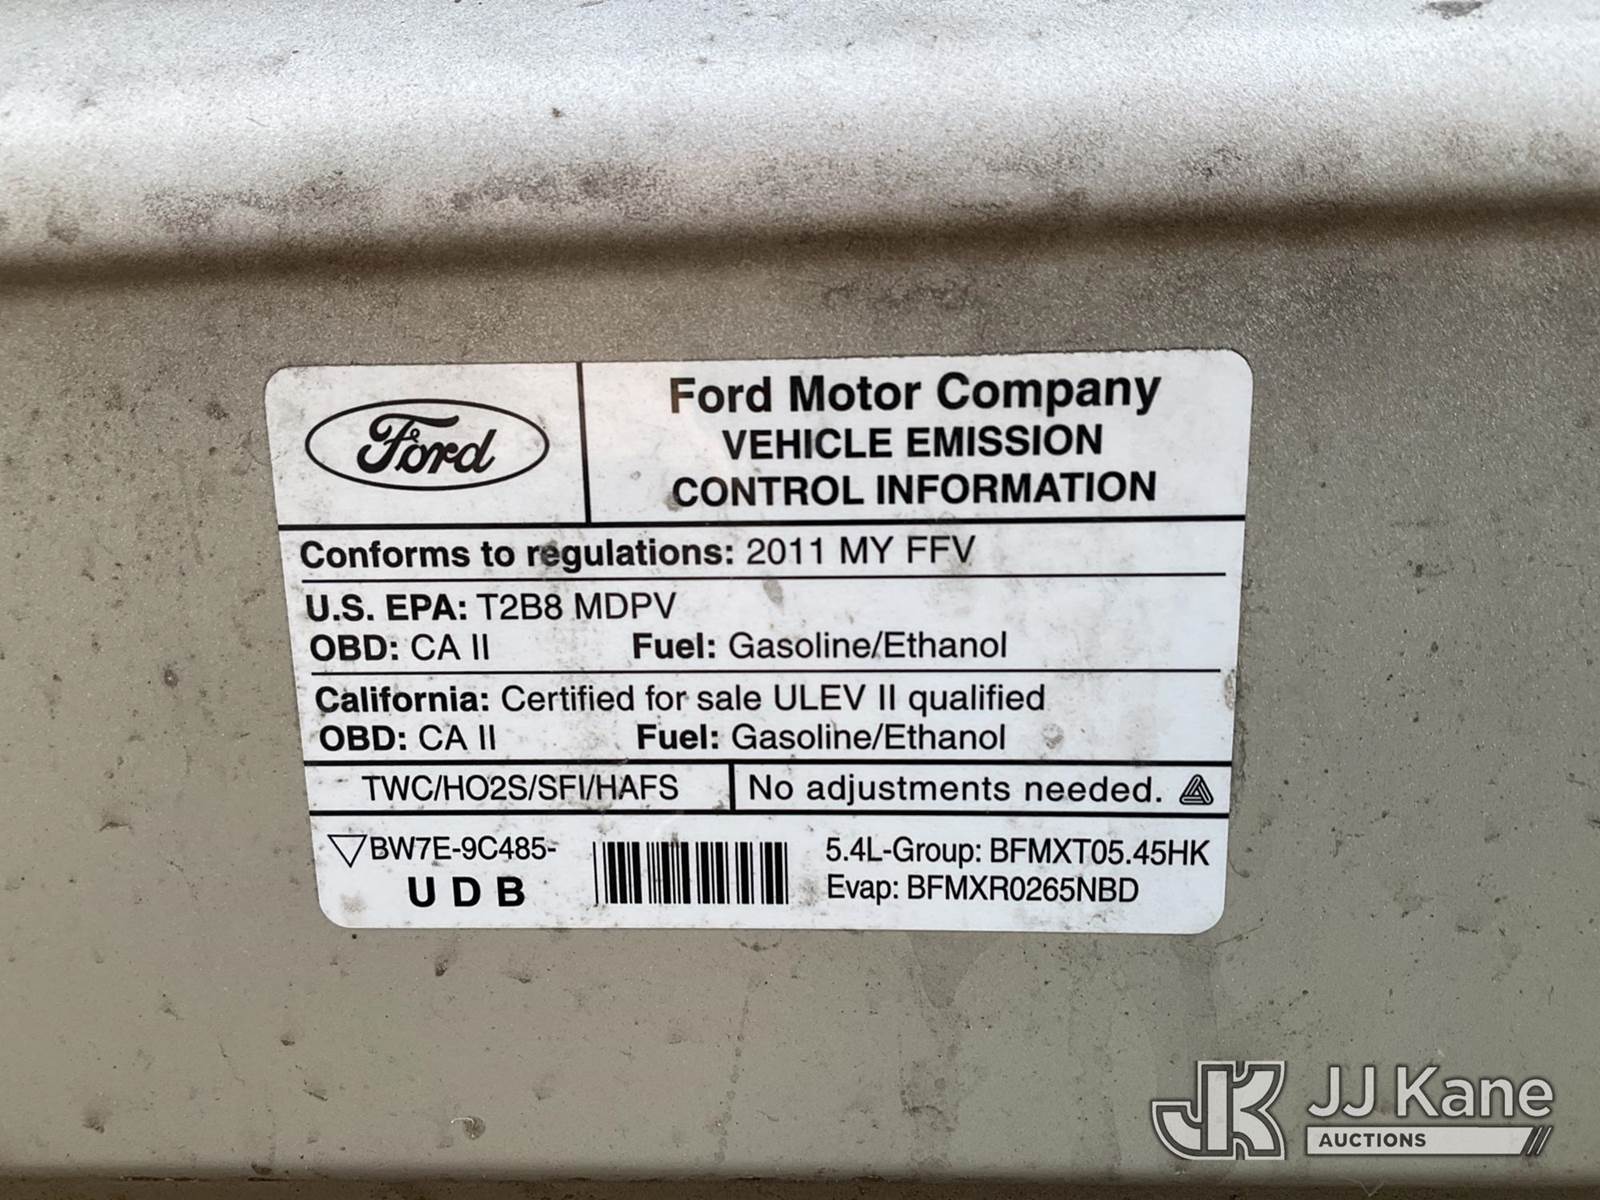 Ford
Ford Motor Company
VEHICLE EMISSION
CONTROL INFORMATION
Conforms to regulations: 2011 MY FFV
U.S. EPA: T2B8 MDPV
OBD: CA II Fuel: Gasoline/Ethanol
California: Certified for sale ULEV II qualified
OBD: CA II Fuel: Gasoline/Ethanol
TWC/HO2S/SFI/HAFS
No adjustments needed.
BW7E-9C485-
UDB
5.4L-Group: BFMXT05.45HK
Evap: BFMXR0265NBD
JK
JJ Kane
AUCTIONS